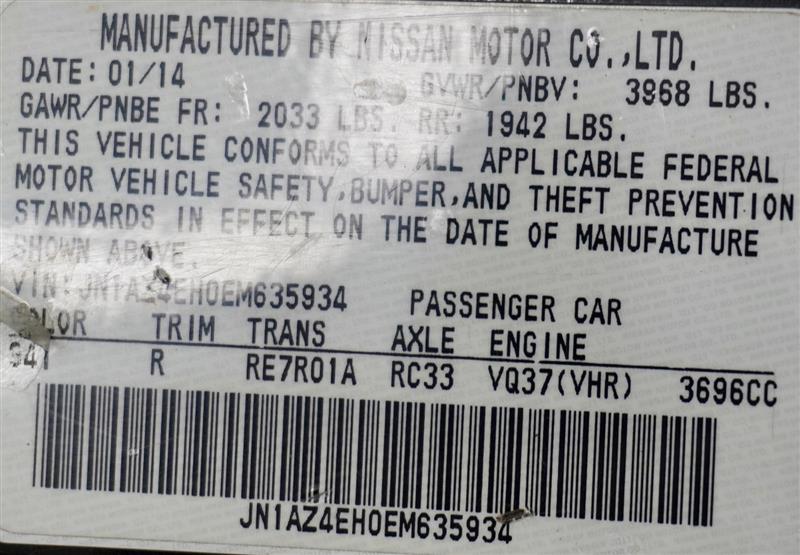 MANUFACTURED BY NISSAN MOTOR CO.,LTD.
DATE: 01/14 GVWR/PNBV: 3968 LBS.
GAWR/PNBE FR: 2033 LBS. RR: 1942 LBS.
THIS VEHICLE CONFORMS TO ALL APPLICABLE FEDERAL
MOTOR VEHICLE SAFETY,BUMPER,AND THEFT PREVENTION
STANDARDS IN EFFECT ON THE DATE OF MANUFACTURE
SHOWN ABOVE.
VIN: JN1AZ4EH0EM635934 PASSENGER CAR
COLOR TRIM TRANS AXLE ENGINE
R RE7R01A RC33 VQ37(VHR) 3696CC
JN1AZ4EH0EM635934